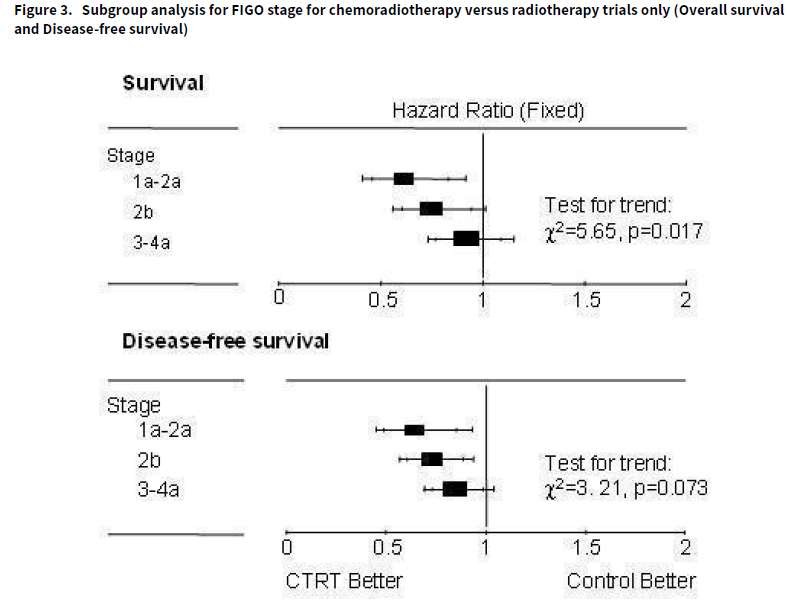 Figure 3. Subgroup analysis for FIGO stage for chemoradiotherapy versus radiotherapy trials only (Overall survival
and Disease-free survival)
Survival
Hazard Ratio (Fixed)
Stage
1a-2a
2b
3-4a
Test for trend:
χ²=5.65, p=0.017
0 0.5 1 1.5 2
Disease-free survival
Stage
1a-2a
2b
3-4a
Test for trend:
χ²=3. 21, p=0.073
0 0.5 1 1.5 2
CTRT Better Control Better